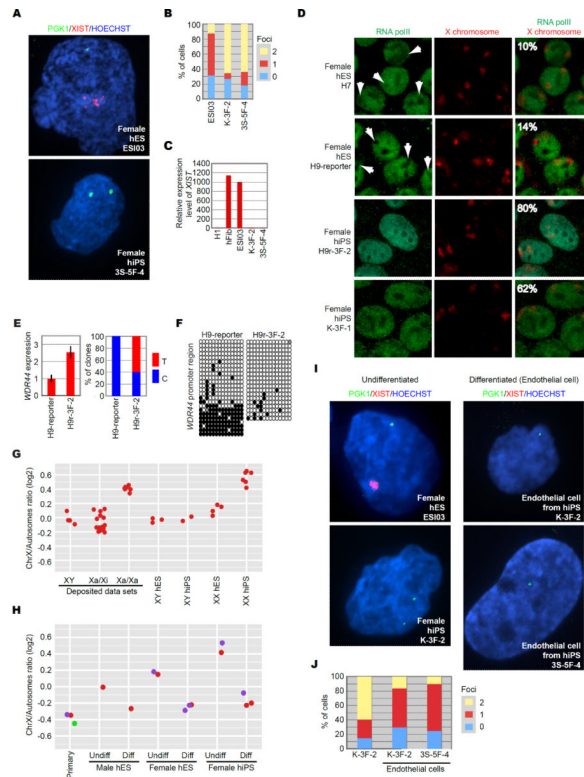 A
PGK1/XIST/HOECHST
Female
hES
ESI03
Female
hiPS
3S-5F-4
B
Foci
2
1
0
% of cells
100
80
60
40
20
0
ESI03
K-3F-2
3S-5F-4
C
Relative expression
level of XIST
1400
1200
1000
800
600
400
200
0
H1
hFib
ESI03
K-3F-2
3S-5F-4
D
RNA polII
X chromosome
RNA polII
X chromosome
Female
hES
H7
10%
Female
hES
H9-reporter
14%
Female
hiPS
H9r-3F-2
80%
Female
hiPS
K-3F-1
62%
E
WDR44 expression
3
2
1
0
H9-reporter
H9r-3F-2
% of clones
100
80
60
40
20
0
H9-reporter
H9r-3F-2
T
C
F
H9-reporter
H9r-3F-2
WDR44 promoter region
G
ChrX/Autosomes ratio (log2)
0.6
0.4
0.2
0.0
-0.2
-0.4
XY
Xa/Xi
Xa/Xa
Deposited data sets
XY hES
XY hiPS
XX hES
XX hiPS
H
ChrX/Autosomes ratio (log2)
0.6
0.4
0.2
0.0
-0.2
-0.4
-0.6
Primary
Undiff
Diff
Male hES
Undiff
Diff
Female hES
Undiff
Diff
Female hiPS
I
Undifferentiated
Differentiated (Endothelial cell)
PGK1/XIST/HOECHST
PGK1/XIST/HOECHST
Female
hES
ESI03
Endothelial cell
from hiPS
K-3F-2
Female
hiPS
K-3F-2
Endothelial cell
from hiPS
3S-5F-4
J
% of cells
100
80
60
40
20
0
K-3F-2
K-3F-2
3S-5F-4
Endothelial cells
Foci
2
1
0